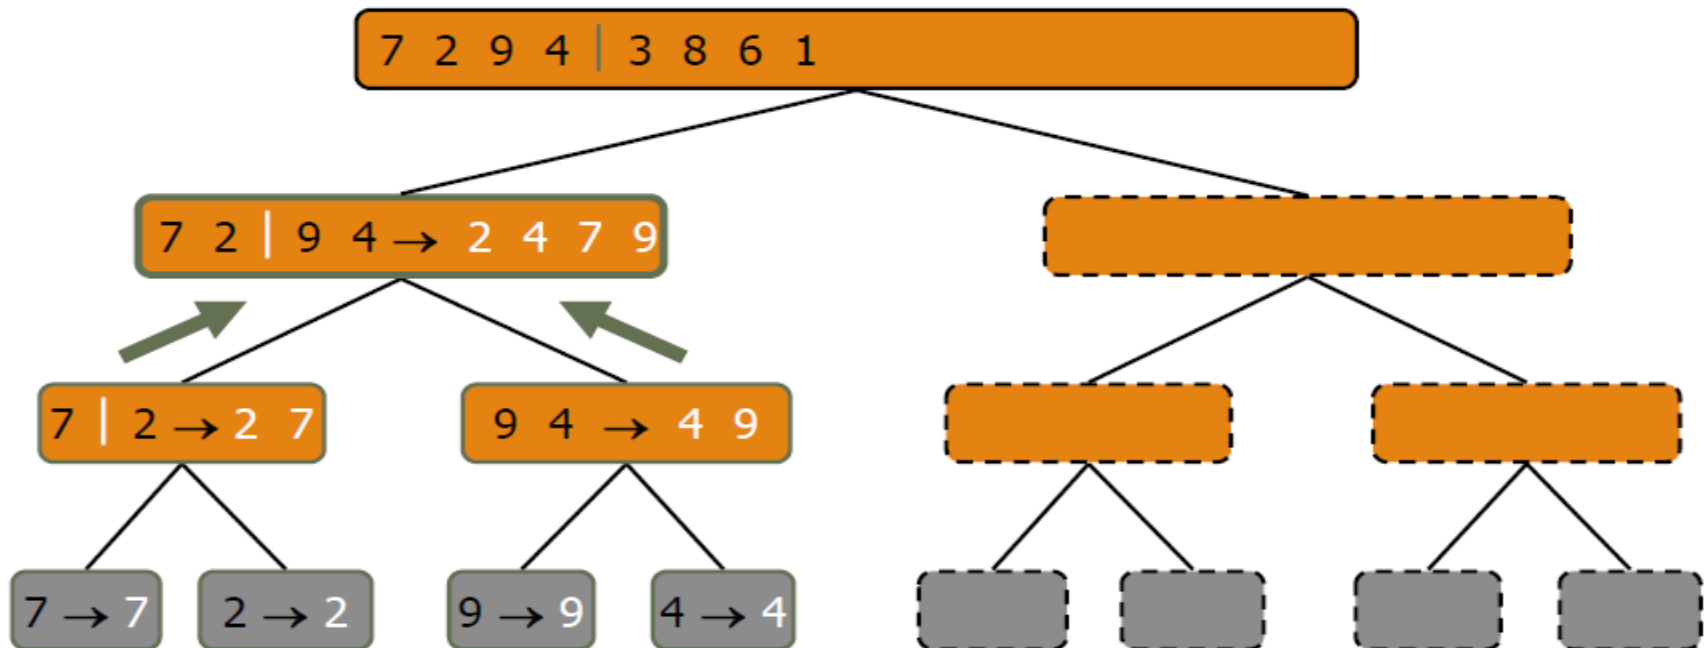 7 2 9 4 | 3 8 6 1
7 2 | 9 4 → 2 4 7 9
7 | 2 → 2 7
9 4 → 4 9
7 → 7
2 → 2
9 → 9
4 → 4